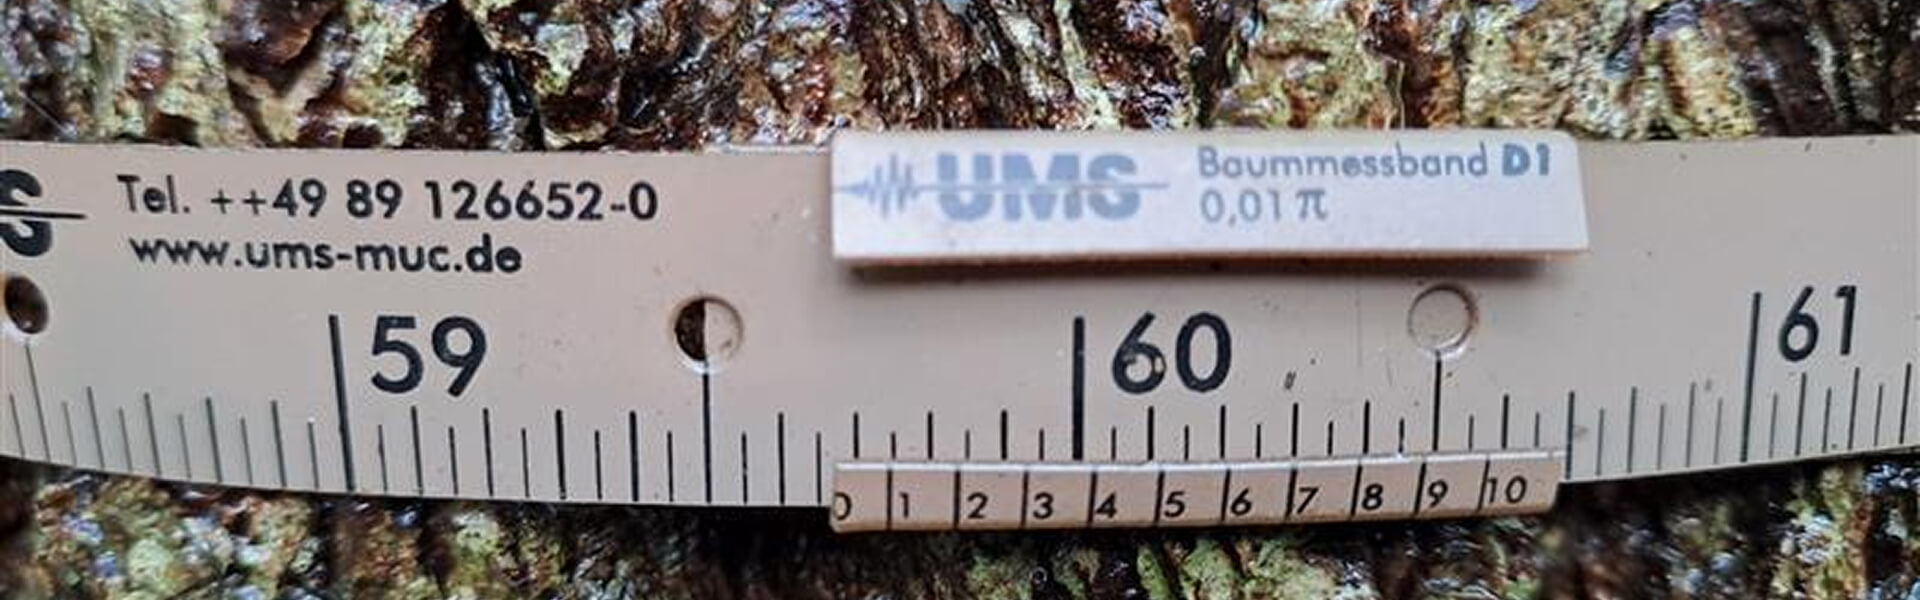 S
Tel. ++49 89 126652-0
www.ums-muc.de
UMS
Baummessband D1
0,01 π
59 60 61
0 1 2 3 4 5 6 7 8 9 10